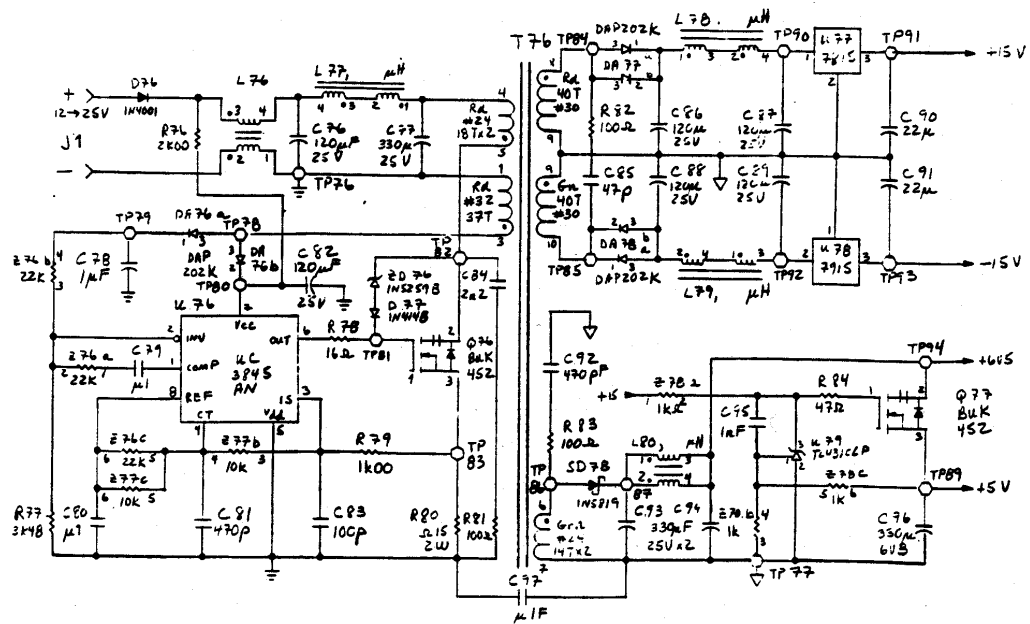 DAP202K
L78, μH
TP84
TP90
U77
7815
TP91
+15V
T76
DA77
Rd
40T
#30
R82
100Ω
C86
120μ
25V
C87
120μ
25V
C90
22μ
L77, μH
D76
1N4001
L76
+
12→25V
J1
−
R76
2K00
C76
120μF
25V
C77
330μ
25V
Rd
#24
18Tx2
TP76
Rd
#32
37T
Gn
40T
#30
C85
47p
C88
120μ
25V
C89
120μ
25V
C91
22μ
DA78
DAP202K
TP85
L79, μH
TP92
U78
7915
TP93
−15V
TP79
DA76a
TP78
DAP
202K
DA
76b
TP80
C78
1μF
Z76b
22K
C82
120μF
25V
TP
82
ZD76
1N5259B
D77
1N4148
C84
2n2
U76
Vcc
INV
OUT
COMP
UC
3845
AN
REF
IS
CT
Vdd
R78
16Ω
TP81
Q76
BUK
452
Z76a
22K
C79
μ1
Z76c
22K
Z77c
10K
Z77b
10K
R79
1K00
TP
83
R77
3K48
C80
μ1
C81
470p
C83
100p
R80
Ω15
2W
R81
100Ω
C97
μ1F
C92
470pF
R83
100Ω
TP
86
SD78
1N5819
L80, μH
87
C93 C94
330μF
25Vx2
14Tx2
+15
Z78a
1KΩ
C95
1nF
R84
47Ω
TP94
+6V5
Q77
BUK
452
U79
TL431CLP
Z78c
1K
TP89
+5V
Z78b
1k
C76
330μ
6V3
TP77